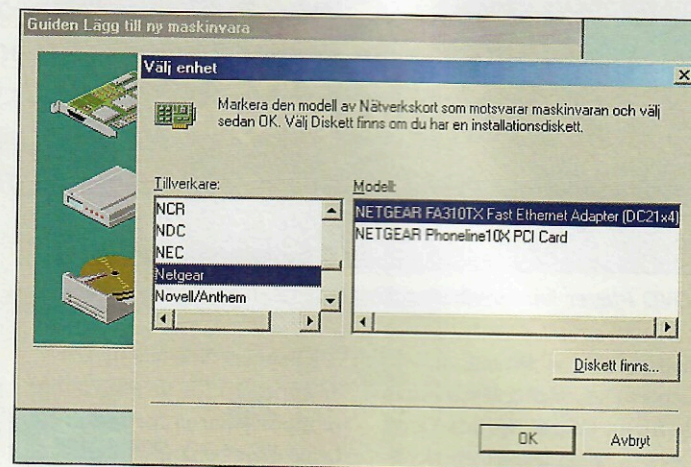 Guiden Lägg till ny maskinvara
Välj enhet
Markera den modell av Nätverkskort som motsvarar maskinvaran och välj
sedan OK. Välj Diskett finns om du har en installationsdiskett.
Tillverkare:
NCR
NDC
NEC
Netgear
Novell/Anthem
Modell:
NETGEAR FA310TX Fast Ethernet Adapter (DC21x4)
NETGEAR Phoneline10X PCI Card
Diskett finns...
OK
Avbryt